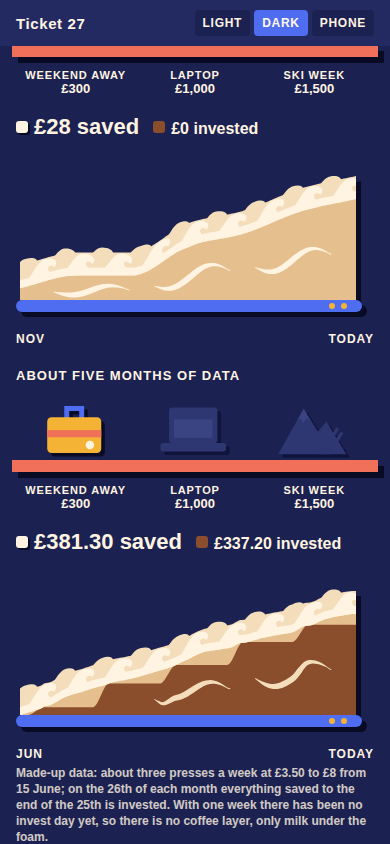 Ticket 27
LIGHT DARK PHONE
WEEKEND AWAY LAPTOP SKI WEEK
£300 £1,000 £1,500
£28 saved £0 invested
NOV TODAY
ABOUT FIVE MONTHS OF DATA
WEEKEND AWAY LAPTOP SKI WEEK
£300 £1,000 £1,500
£381.30 saved £337.20 invested
JUN TODAY
Made-up data: about three presses a week at £3.50 to £8 from
15 June; on the 26th of each month everything saved to the
end of the 25th is invested. With one week there has been no
invest day yet, so there is no coffee layer, only milk under the
foam.